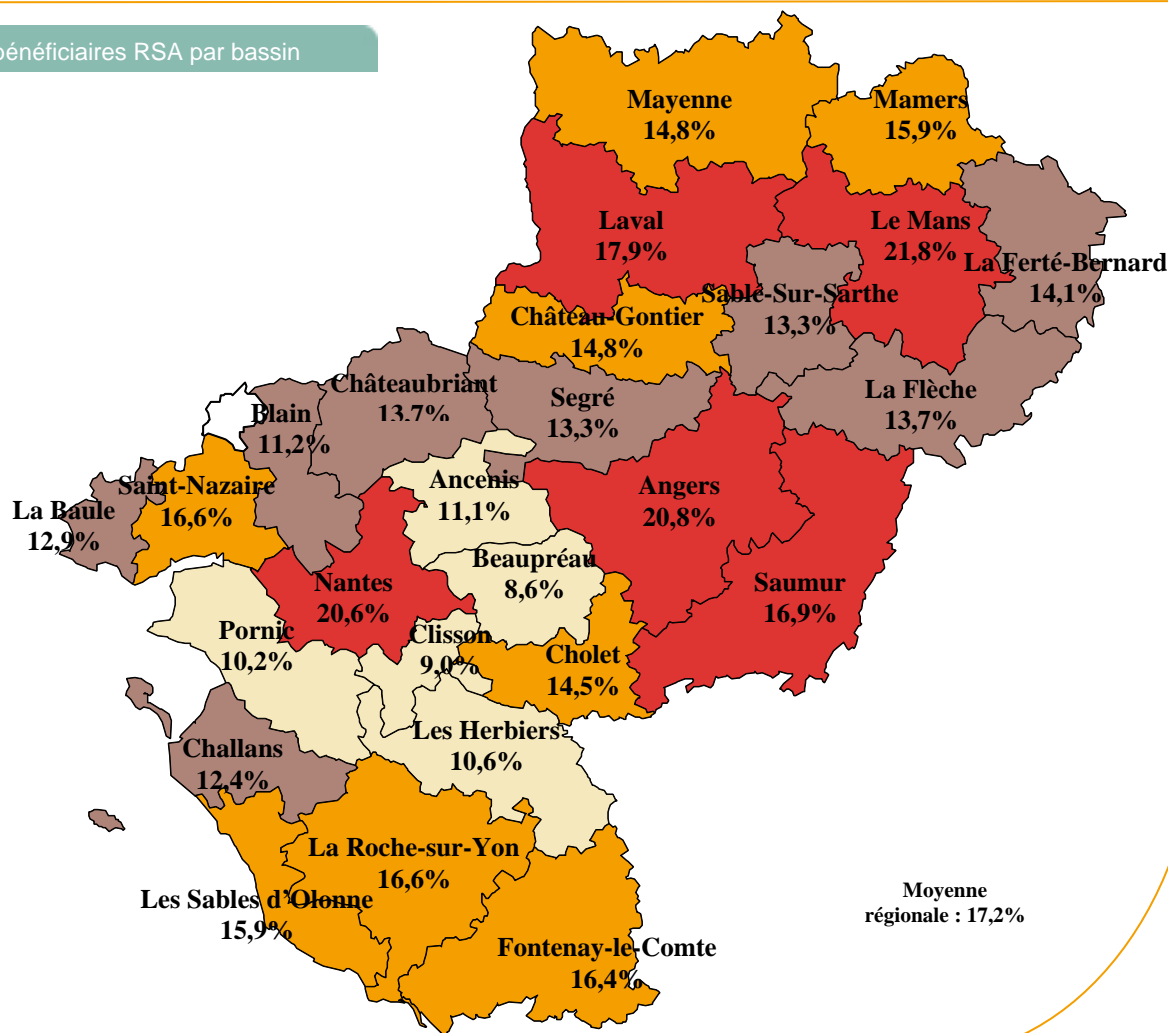 bénéficiaires RSA par bassin
Mayenne
14,8%
Mamers
15,9%
Laval
17,9%
Le Mans
21,8%
La Ferté-Bernard
14,1%
Sablé-Sur-Sarthe
13,3%
Château-Gontier
14,8%
Châteaubriant
13,7%
Segré
13,3%
La Flèche
13,7%
Blain
11,2%
Saint-Nazaire
16,6%
Ancenis
11,1%
Angers
20,8%
La Baule
12,9%
Beaupréau
8,6%
Nantes
20,6%
Saumur
16,9%
Pornic
10,2%
Clisson
9,0%
Cholet
14,5%
Les Herbiers
10,6%
Challans
12,4%
La Roche-sur-Yon
16,6%
Les Sables d'Olonne
15,9%
Moyenne
régionale : 17,2%
Fontenay-le-Comte
16,4%